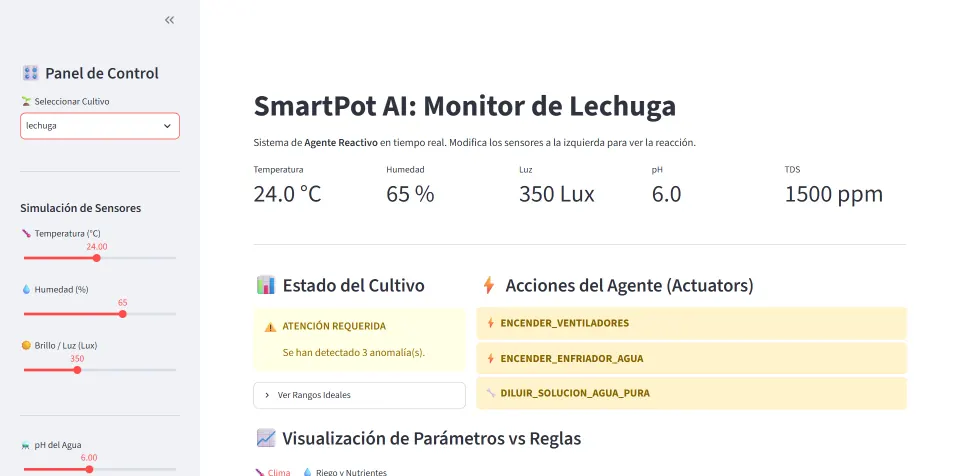 Panel de Control
Seleccionar Cultivo
lechuga
Simulación de Sensores
Temperatura (°C)
24.00
Humedad (%)
65
Brillo / Luz (Lux)
350
pH del Agua
6.00
SmartPot AI: Monitor de Lechuga
Sistema de Agente Reactivo en tiempo real. Modifica los sensores a la izquierda para ver la reacción.
Temperatura
24.0 °C
Humedad
65 %
Luz
350 Lux
pH
6.0
TDS
1500 ppm
Estado del Cultivo
ATENCIÓN REQUERIDA
Se han detectado 3 anomalía(s).
Ver Rangos Ideales
Acciones del Agente (Actuators)
ENCENDER_VENTILADORES
ENCENDER_ENFRIADOR_AGUA
DILUIR_SOLUCION_AGUA_PURA
Visualización de Parámetros vs Reglas
Clima
Riego y Nutrientes